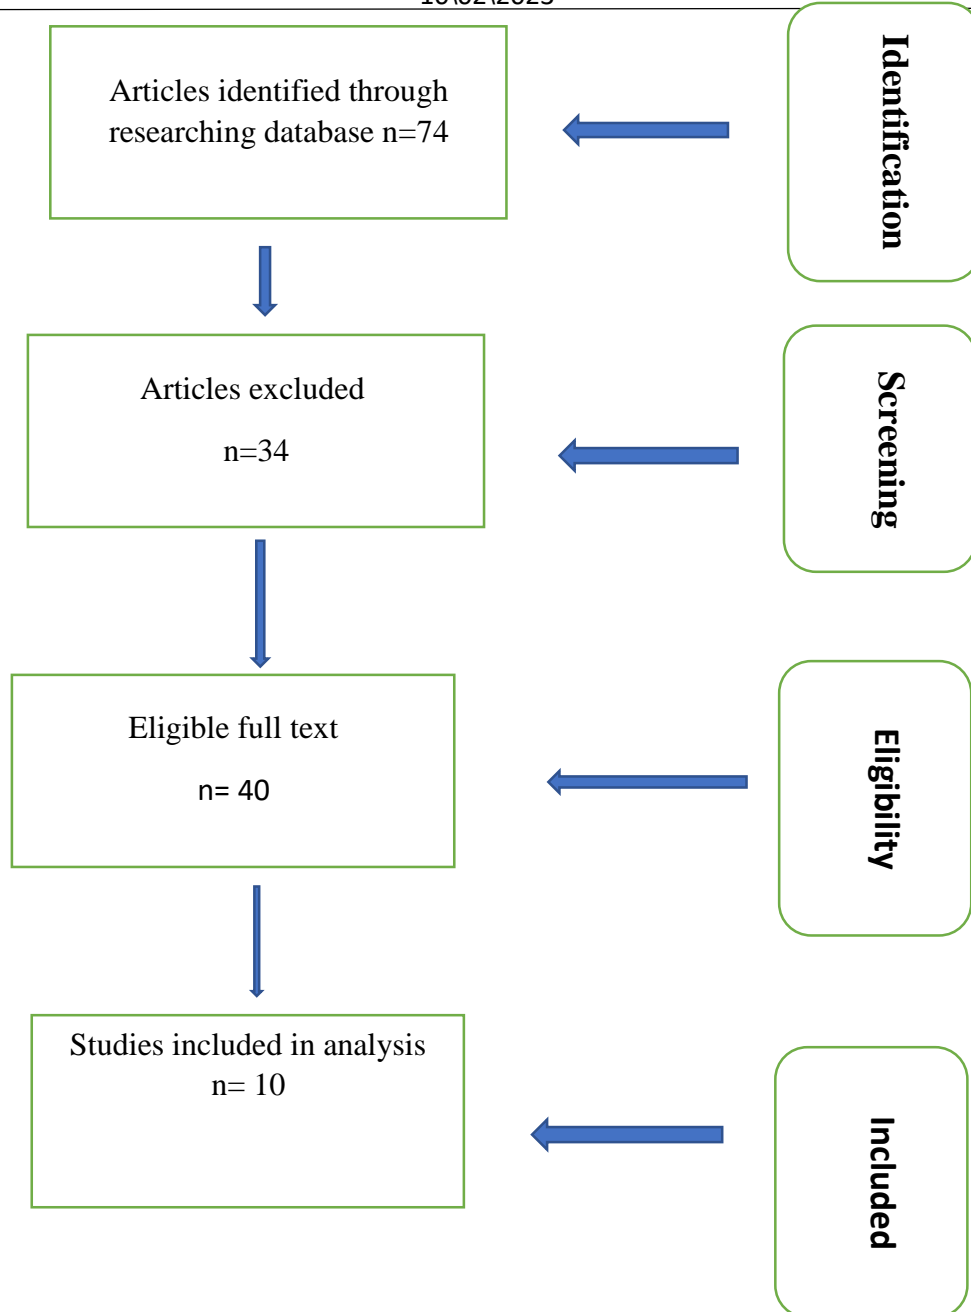 Articles identified through
researching database n=74
Identification
Articles excluded
n=34
Screening
Eligible full text
n= 40
Eligibility
Studies included in analysis
n= 10
Included